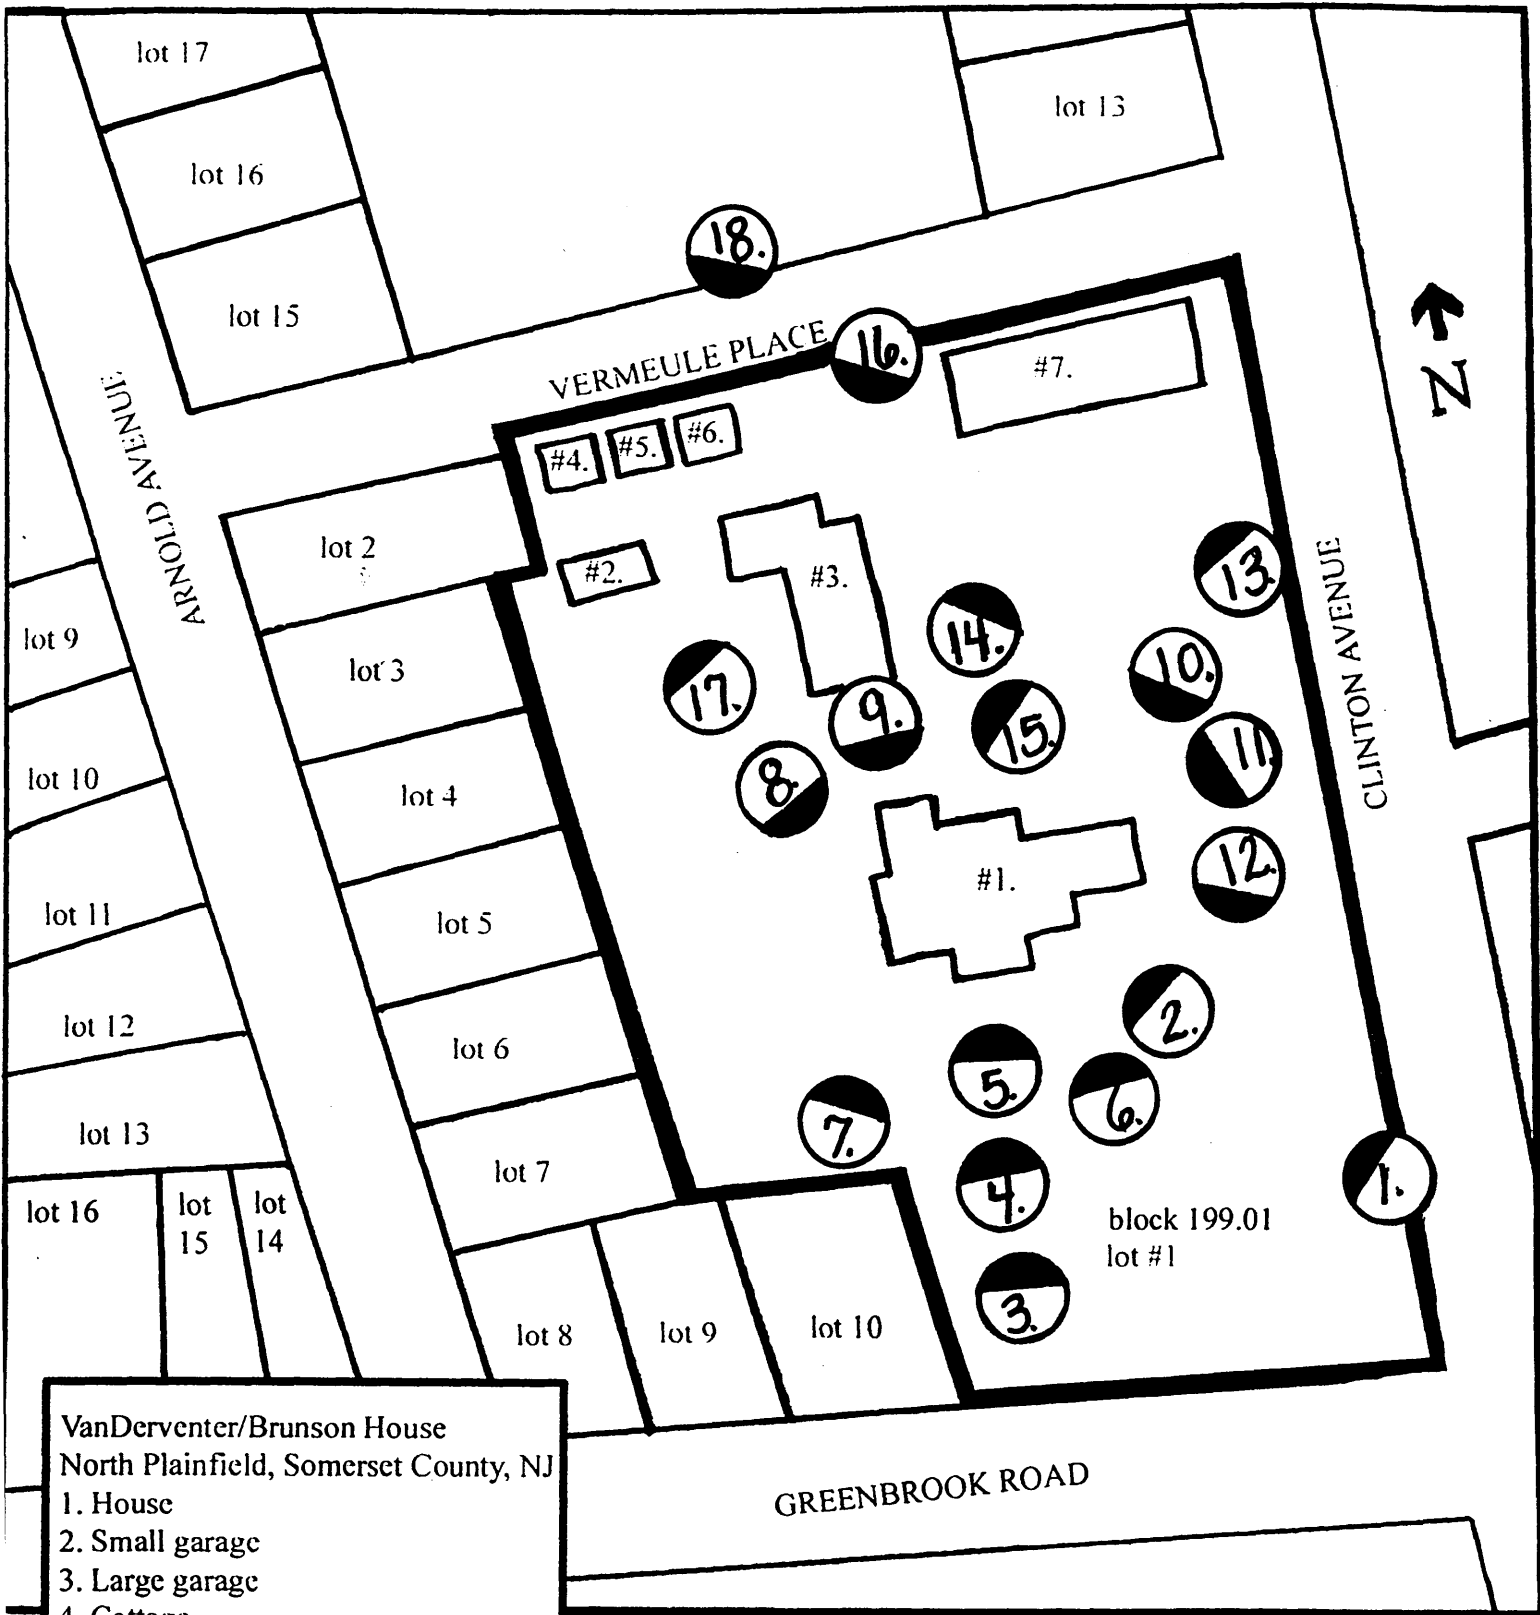 lot 17
lot 13
lot 16
lot 15
18.
VERMEULE PLACE
16.
#7.
N
ARNOLD AVENUE
#4.
#5.
#6.
lot 2
#2.
#3.
13.
CLINTON AVENUE
lot 9
lot 3
14.
10.
17.
9.
15.
11.
lot 10
lot 4
8.
12.
#1.
lot 11
lot 5
lot 12
lot 6
2.
5.
6.
lot 13
7.
lot 7
4.
1.
lot 16
lot
15
lot
14
block 199.01
lot #1
3.
lot 8
lot 9
lot 10
VanDerventer/Brunson House
North Plainfield, Somerset County, NJ
1. House
2. Small garage
3. Large garage
GREENBROOK ROAD